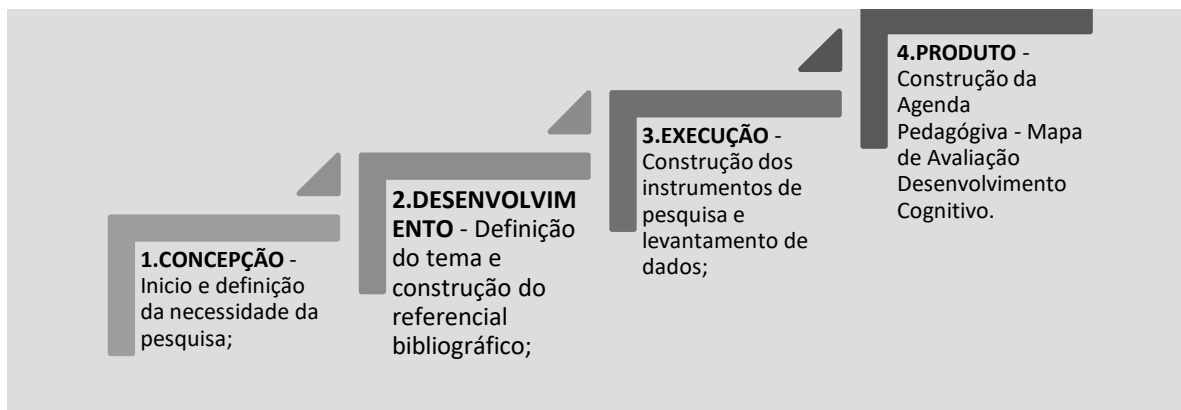 1.CONCEPÇÃO -
Inicio e definição
da necessidade da
pesquisa;
2.DESENVOLVIM
ENTO - Definição
do tema e
construção do
referencial
bibliográfico;
3.EXECUÇÃO -
Construção dos
instrumentos de
pesquisa e
levantamento de
dados;
4.PRODUTO -
Construção da
Agenda
Pedagógiva - Mapa
de Avaliação
Desenvolvimento
Cognitivo.